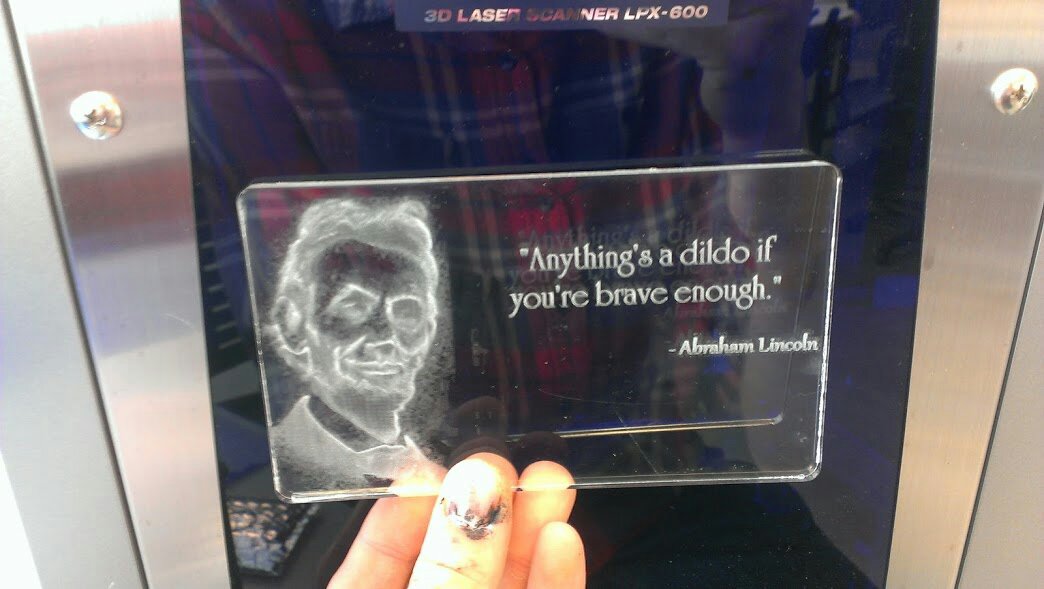 3D LASER SCANNER LPX-600
"Anything's a dildo if
you're brave enough."
-Abraham Lincoln